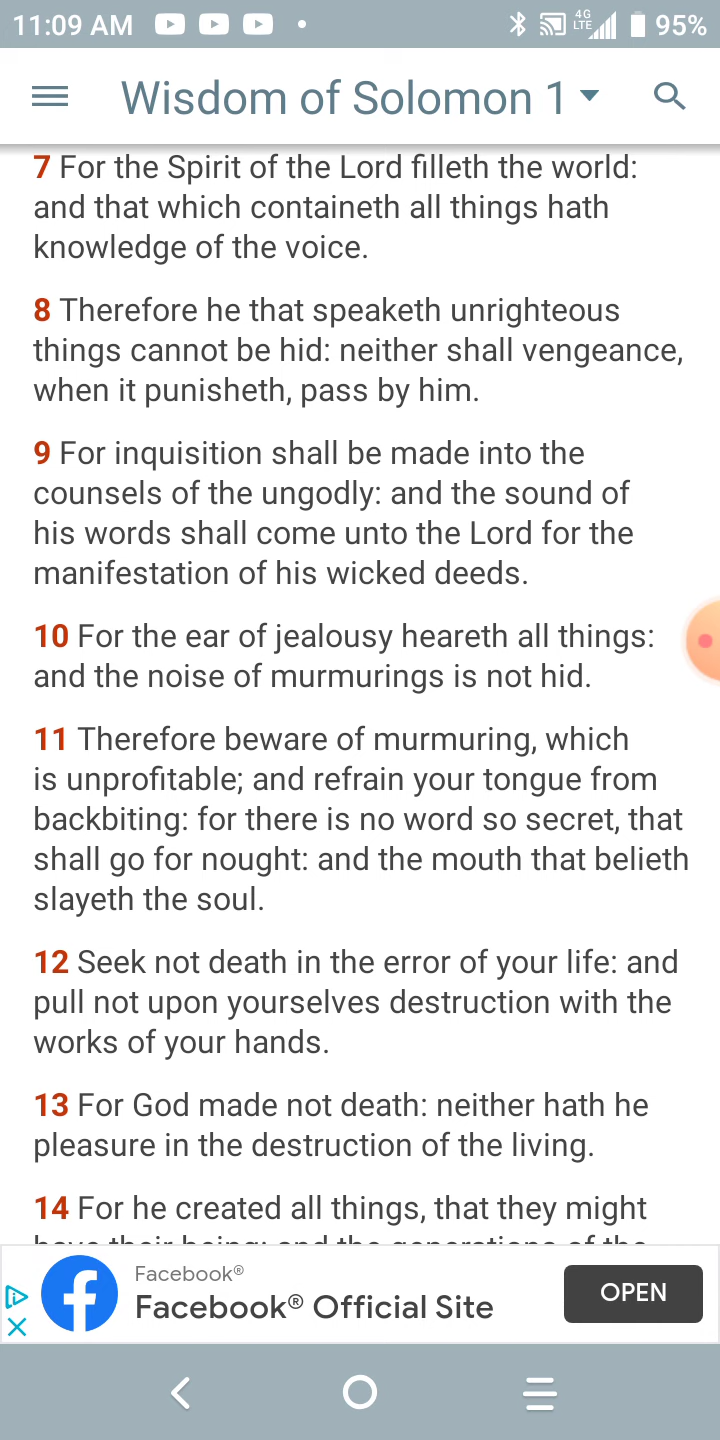 11:09 AM
4G
LTE
95%
Wisdom of Solomon 1
7 For the Spirit of the Lord filleth the world:
and that which containeth all things hath
knowledge of the voice.
8 Therefore he that speaketh unrighteous
things cannot be hid: neither shall vengeance,
when it punisheth, pass by him.
9 For inquisition shall be made into the
counsels of the ungodly: and the sound of
his words shall come unto the Lord for the
manifestation of his wicked deeds.
10 For the ear of jealousy heareth all things:
and the noise of murmurings is not hid.
11 Therefore beware of murmuring, which
is unprofitable; and refrain your tongue from
backbiting: for there is no word so secret, that
shall go for nought: and the mouth that belieth
slayeth the soul.
12 Seek not death in the error of your life: and
pull not upon yourselves destruction with the
works of your hands.
13 For God made not death: neither hath he
pleasure in the destruction of the living.
14 For he created all things, that they might
have their being: and the generations of the
Facebook®
Facebook® Official Site
OPEN